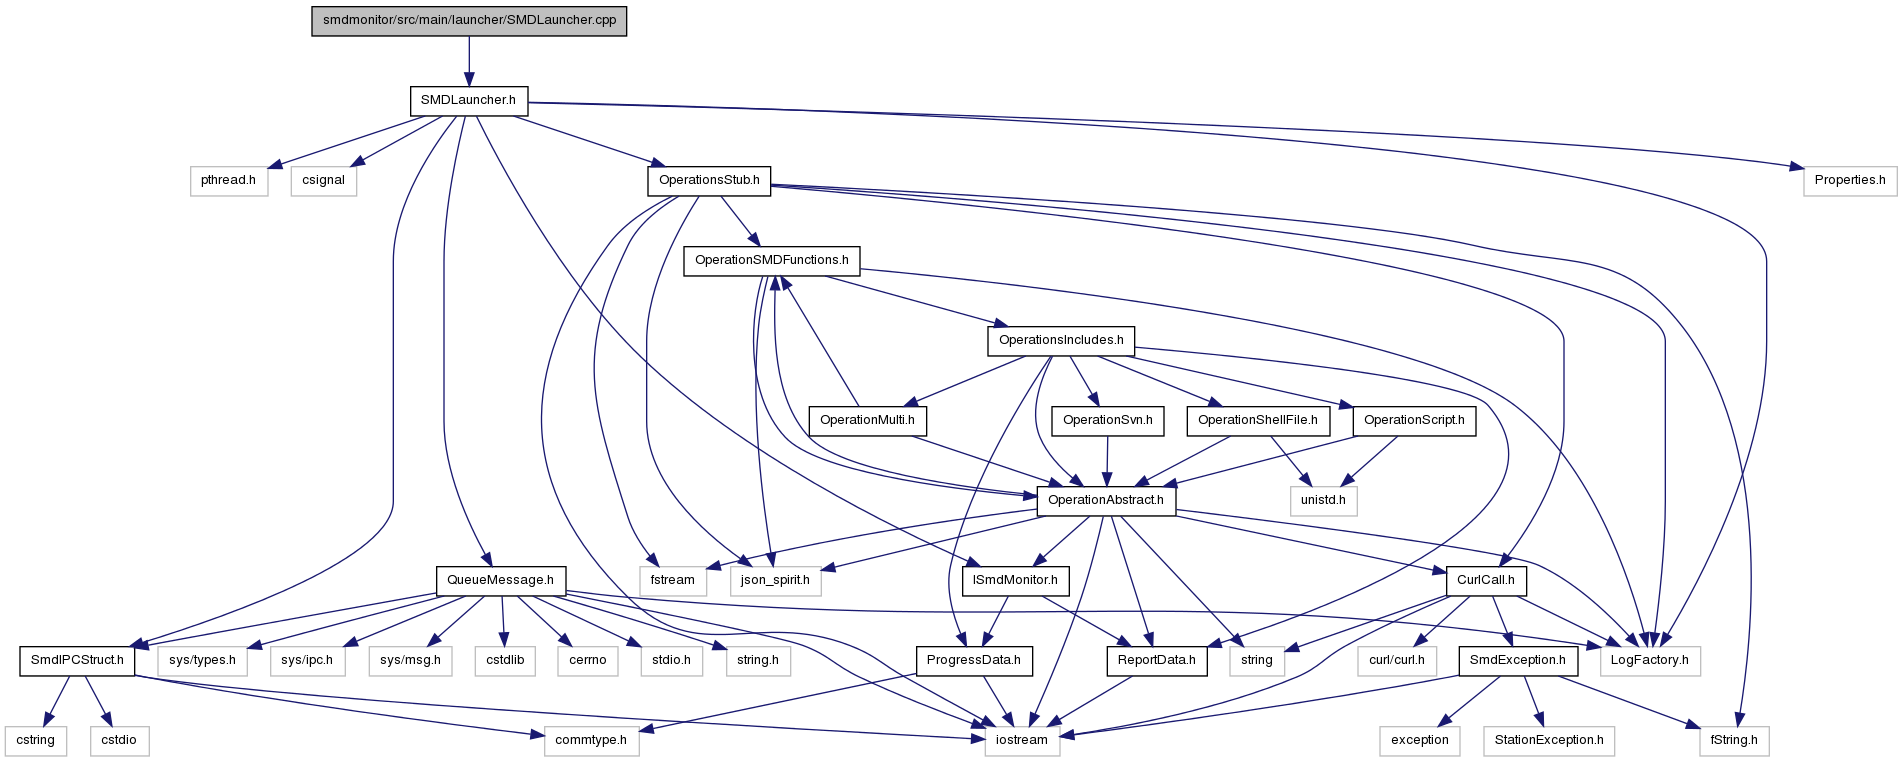 smdmonitor/src/main/launcher/SMDLauncher.cpp
SMDLauncher.h
pthread.h
csignal
OperationsStub.h
Properties.h
OperationSMDFunctions.h
OperationsIncludes.h
OperationMulti.h
OperationSvn.h
OperationShellFile.h
OperationScript.h
OperationAbstract.h
unistd.h
QueueMessage.h
fstream
json_spirit.h
ISmdMonitor.h
CurlCall.h
SmdIPCStruct.h
sys/types.h
sys/ipc.h
sys/msg.h
cstdlib
cerrno
stdio.h
string.h
ProgressData.h
ReportData.h
string
curl/curl.h
SmdException.h
LogFactory.h
cstring
cstdio
commtype.h
iostream
exception
StationException.h
fString.h